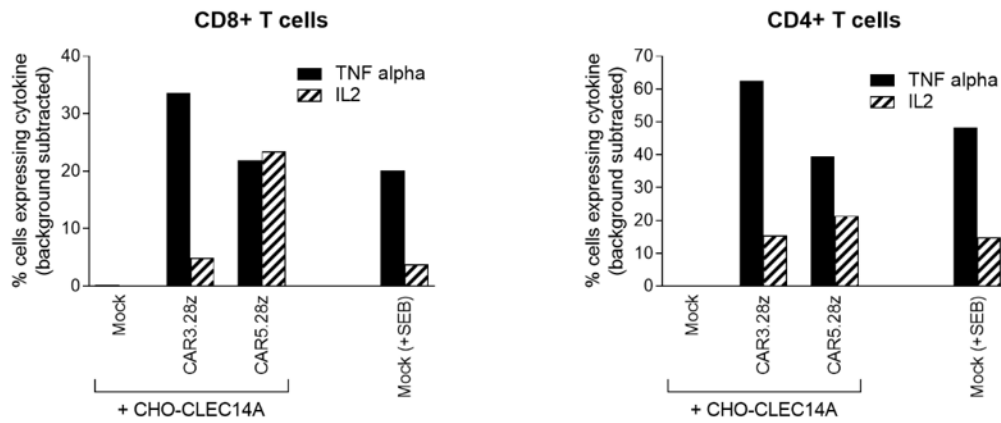 CD8+ T cells
% cells expressing cytokine
(background subtracted)
40
30
20
10
0
TNF alpha
IL2
Mock
CAR3.28z
CAR5.28z
Mock (+SEB)
+ CHO-CLEC14A
CD4+ T cells
% cells expressing cytokine
(background subtracted)
70
60
50
40
30
20
10
0
TNF alpha
IL2
Mock
CAR3.28z
CAR5.28z
Mock (+SEB)
+ CHO-CLEC14A